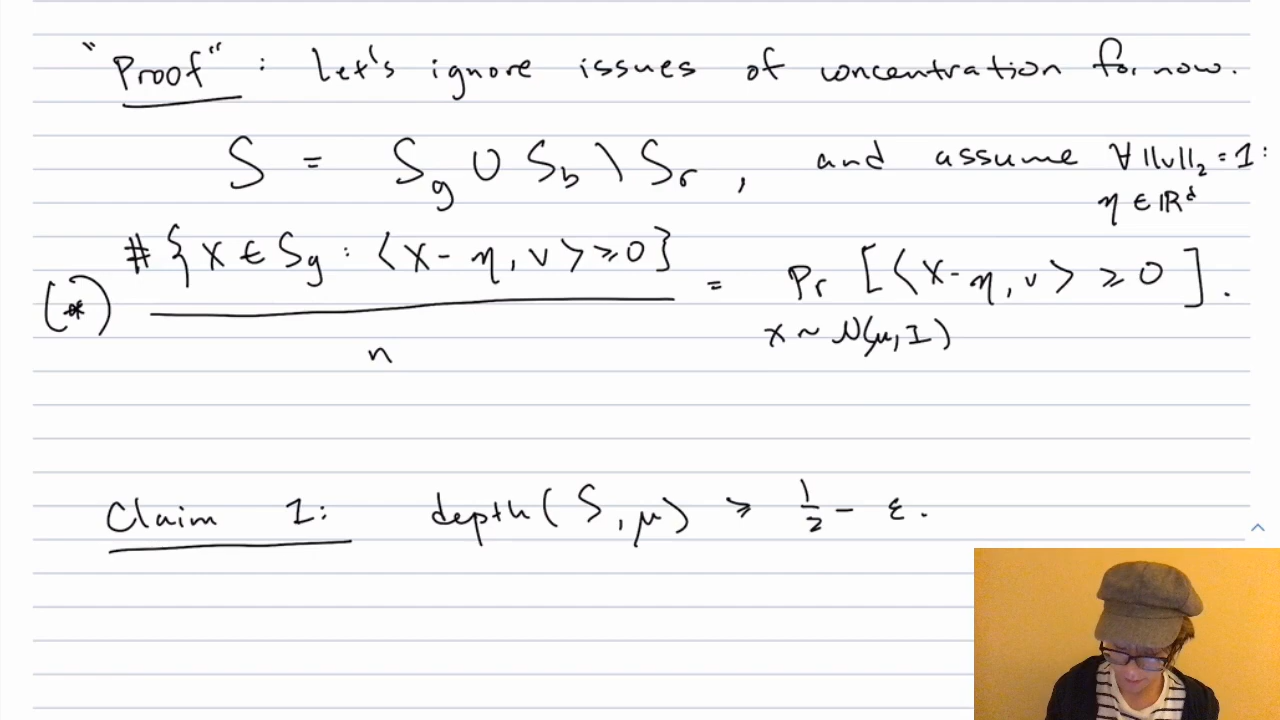 "Proof" : Let's ignore issues of concentration for now.
S = S_g ∪ S_b \ S_r , and assume ∀ ||v||_2 = 1 :
η ∈ ℝ^d
(*) #{ X ∈ S_g : ⟨X - η, v⟩ ≥ 0 } / n = Pr_{X ~ N(μ, I)} [ ⟨X - η, v⟩ ≥ 0 ] .
Claim 1: depth( S , μ ) ≥ 1/2 - ε .